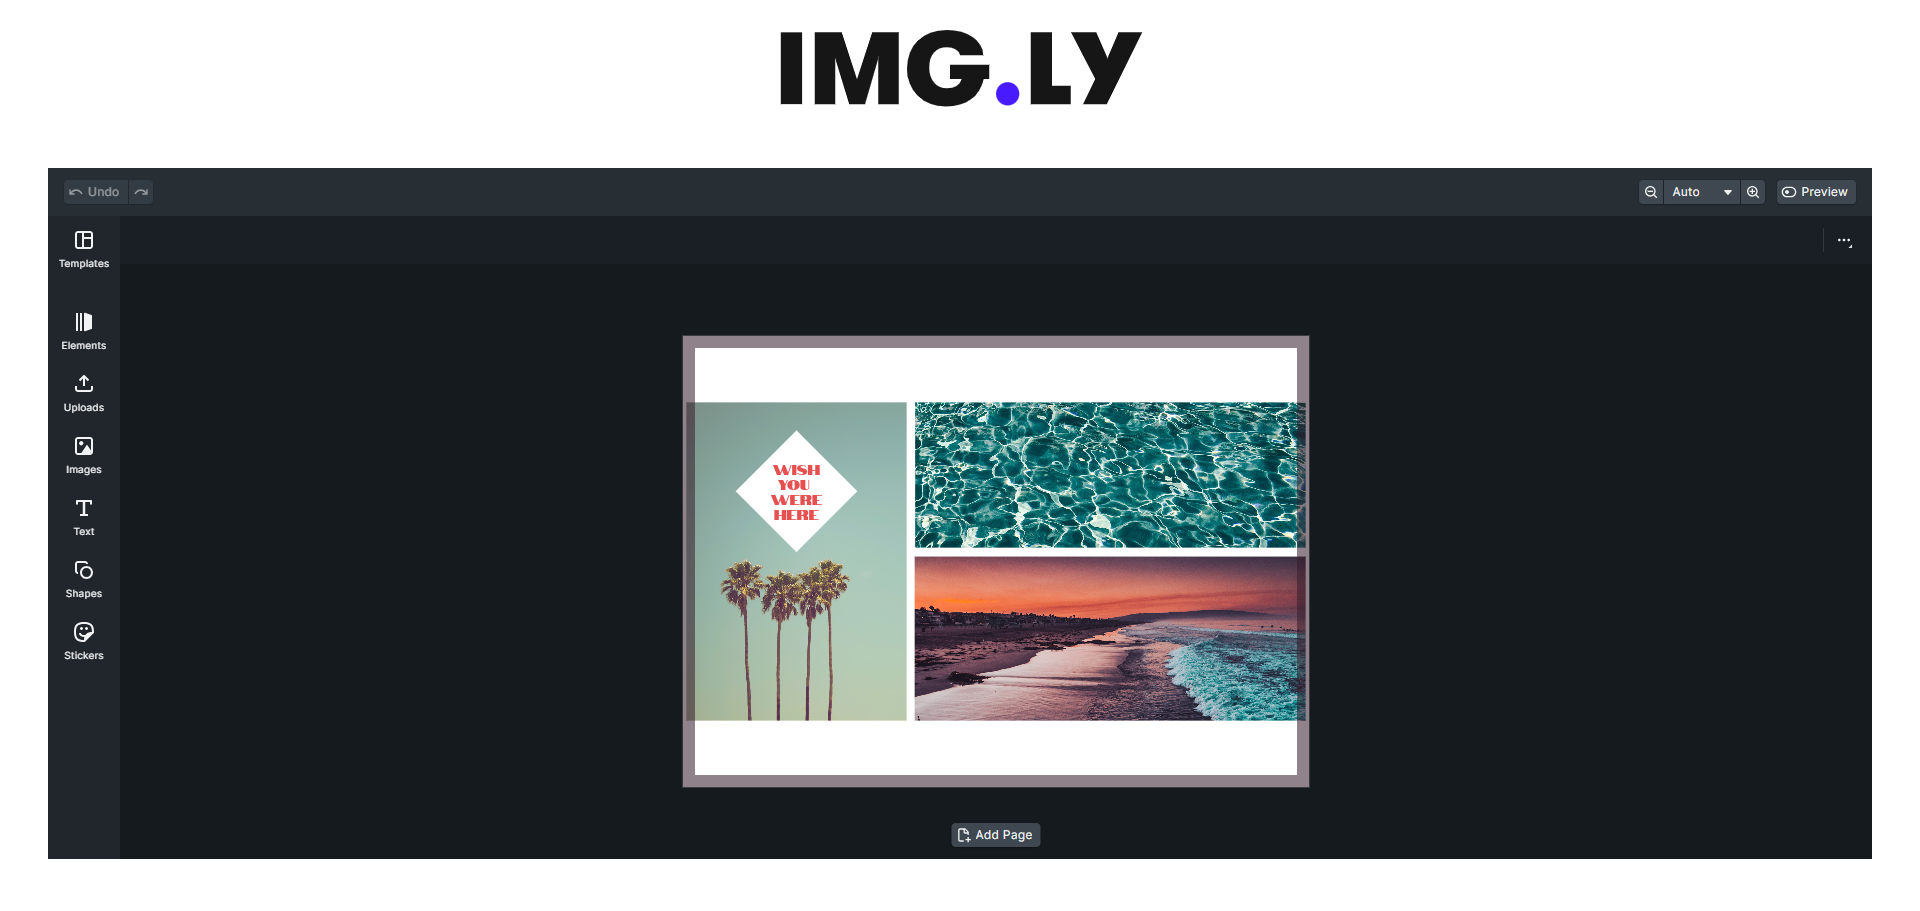 IMG.LY
Undo
Auto
Preview
Templates
Elements
Uploads
Images
Text
Shapes
Stickers
WISH
YOU
WERE
HERE
Add Page